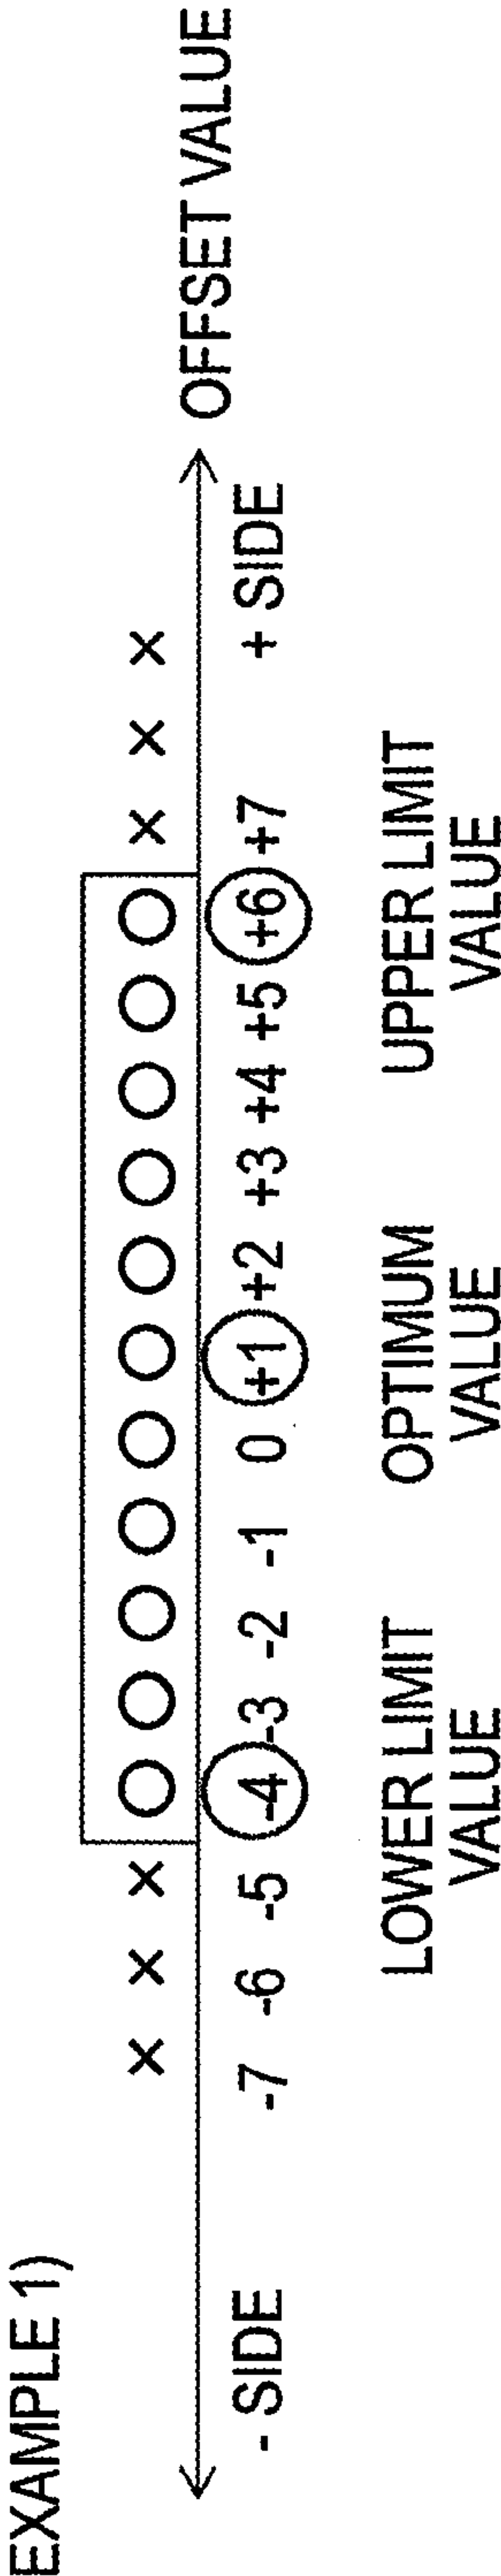 EXAMPLE 1)
× × × ○ ○ ○ ○ ○ ○ ○ ○ ○ ○ ○ × × ×
OFFSET VALUE
- SIDE -7 -6 -5 -4 -3 -2 -1 0 +1 +2 +3 +4 +5 +6 +7 + SIDE
LOWER LIMIT
VALUE
OPTIMUM
VALUE
UPPER LIMIT
VALUE